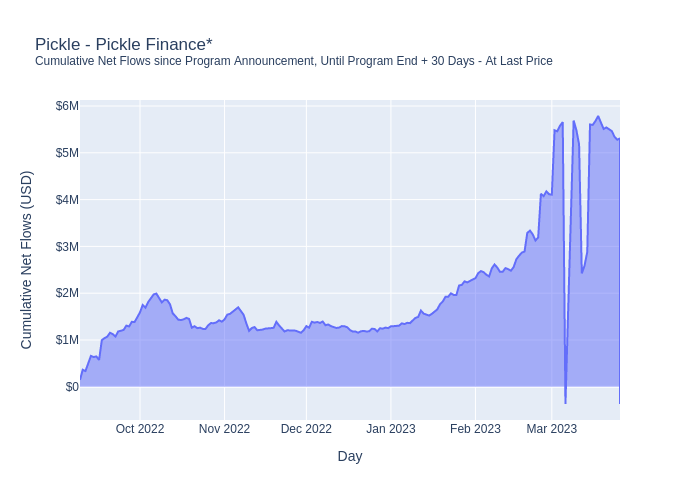 Pickle - Pickle Finance*
Cumulative Net Flows since Program Announcement, Until Program End + 30 Days - At Last Price
$6M
$5M
$4M
$3M
$2M
$1M
$0
Cumulative Net Flows (USD)
Oct 2022 Nov 2022 Dec 2022 Jan 2023 Feb 2023 Mar 2023
Day